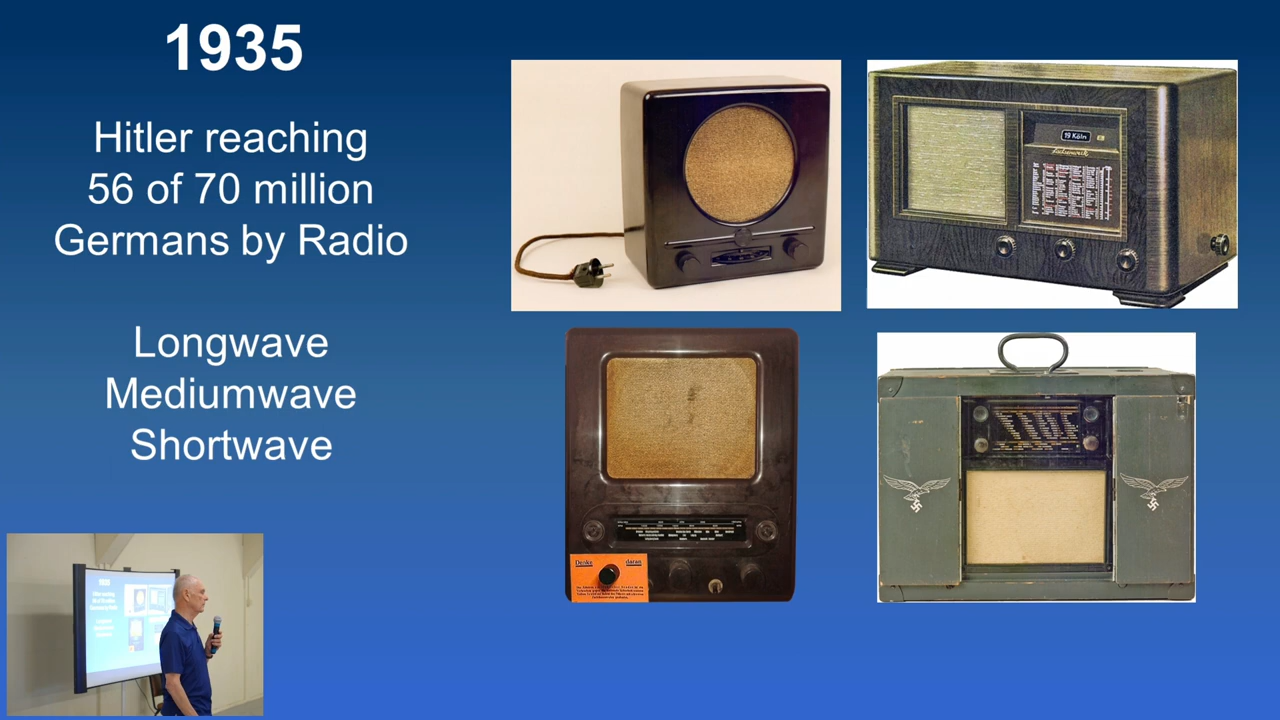 1935
Hitler reaching
56 of 70 million
Germans by Radio
Longwave
Mediumwave
Shortwave
19 Köln
Denke daran